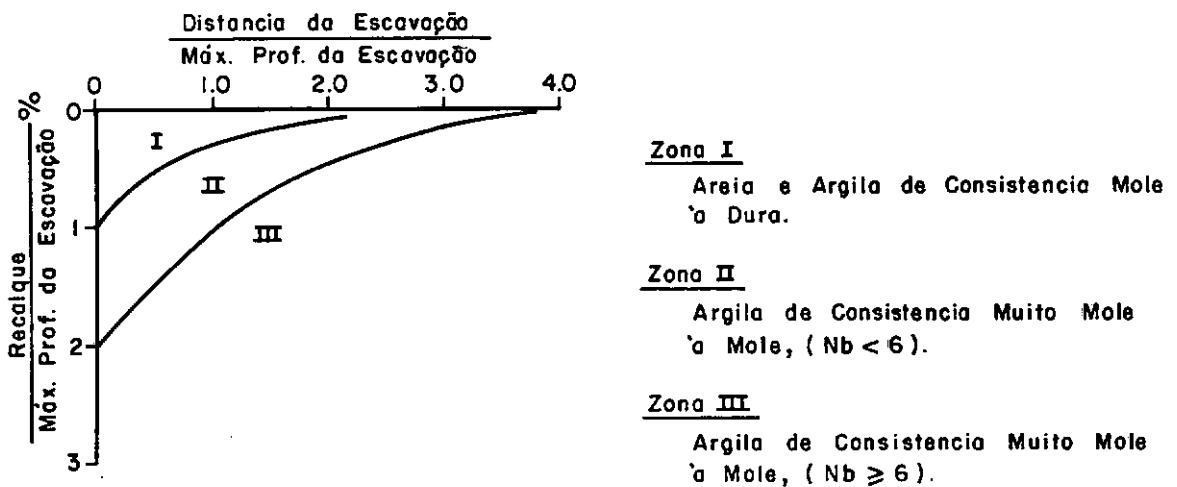 Distancia da Escavação
Máx. Prof. da Escavação
0 1.0 2.0 3.0 4.0
%
Recalque
Máx. Prof. da Escavação
0
1
2
3
I
II
III
Zona I
Areia e Argila de Consistencia Mole
'a Dura.
Zona II
Argila de Consistencia Muito Mole
'a Mole, ( Nb < 6 ).
Zona III
Argila de Consistencia Muito Mole
'a Mole, ( Nb ⩾ 6 ).